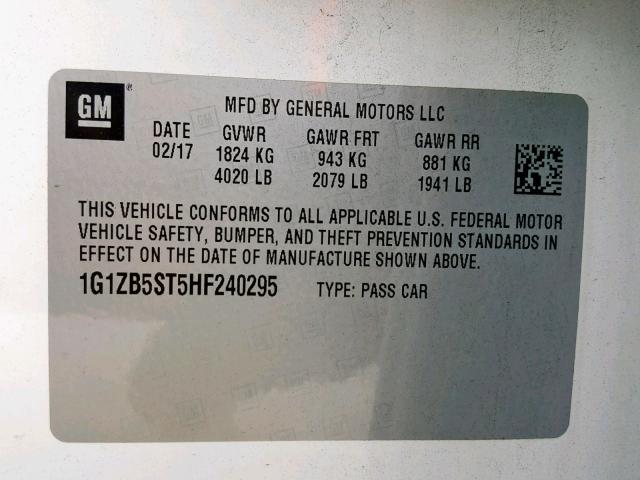 GM ®
MFD BY GENERAL MOTORS LLC
DATE GVWR GAWR FRT GAWR RR
02/17 1824 KG 943 KG 881 KG
4020 LB 2079 LB 1941 LB
THIS VEHICLE CONFORMS TO ALL APPLICABLE U.S. FEDERAL MOTOR
VEHICLE SAFETY, BUMPER, AND THEFT PREVENTION STANDARDS IN
EFFECT ON THE DATE OF MANUFACTURE SHOWN ABOVE.
1G1ZB5ST5HF240295 TYPE: PASS CAR